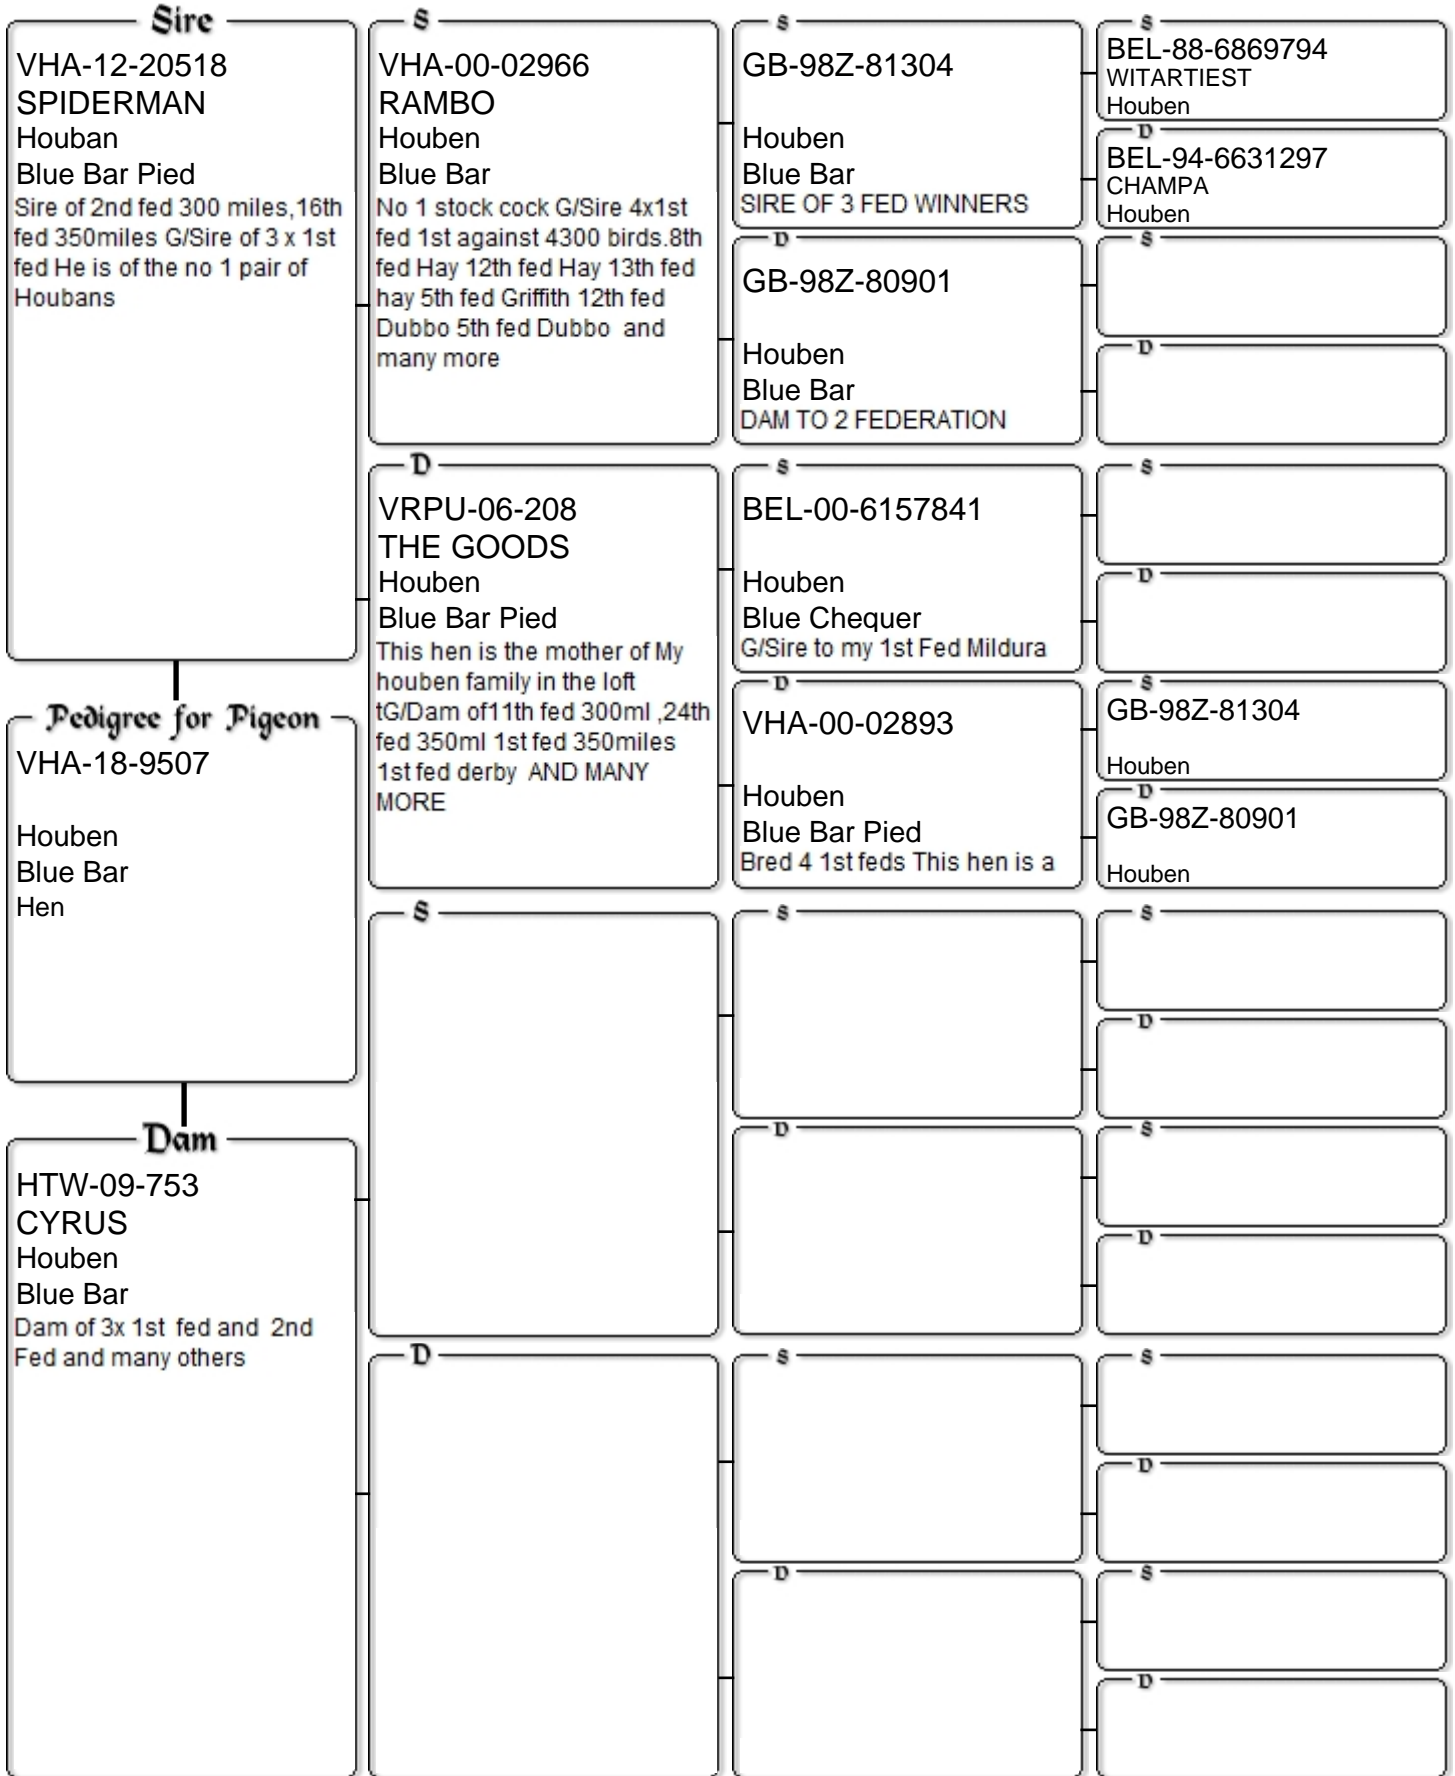 Sire
VHA-12-20518
SPIDERMAN
Houban
Blue Bar Pied
Sire of 2nd fed 300 miles,16th
fed 350miles G/Sire of 3 x 1st
fed He is of the no 1 pair of
Houbans
Pedigree for Pigeon
VHA-18-9507
Houben
Blue Bar
Hen
Dam
HTW-09-753
CYRUS
Houben
Blue Bar
Dam of 3x 1st fed and 2nd
Fed and many others
S
VHA-00-02966
RAMBO
Houben
Blue Bar
No 1 stock cock G/Sire 4x1st
fed 1st against 4300 birds.8th
fed Hay 12th fed Hay 13th fed
hay 5th fed Griffith 12th fed
Dubbo 5th fed Dubbo and
many more
D
VRPU-06-208
THE GOODS
Houben
Blue Bar Pied
This hen is the mother of My
houben family in the loft
tG/Dam of11th fed 300ml ,24th
fed 350ml 1st fed 350miles
1st fed derby AND MANY
MORE
S
D
S
GB-98Z-81304
Houben
Blue Bar
SIRE OF 3 FED WINNERS
D
GB-98Z-80901
Houben
Blue Bar
DAM TO 2 FEDERATION
S
BEL-00-6157841
Houben
Blue Chequer
G/Sire to my 1st Fed Mildura
D
VHA-00-02893
Houben
Blue Bar Pied
Bred 4 1st feds This hen is a
S
D
S
D
S
BEL-88-6869794
WITARTIEST
Houben
D
BEL-94-6631297
CHAMPA
Houben
S
D
S
D
S
GB-98Z-81304
Houben
D
GB-98Z-80901
Houben
S
D
S
D
S
D
S
D